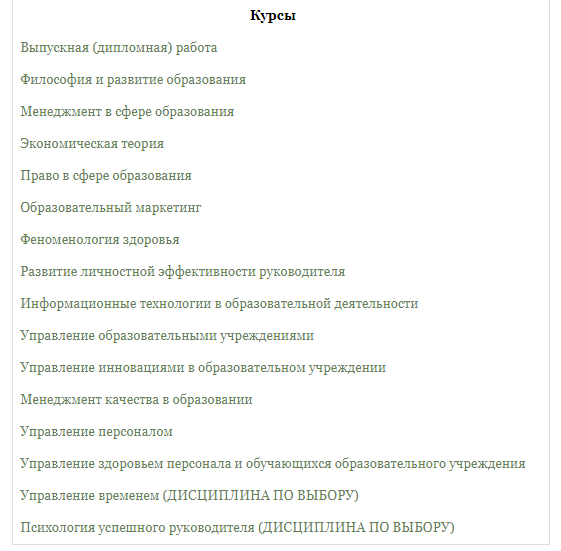 Курсы
Выпускная (дипломная) работа
Философия и развитие образования
Менеджмент в сфере образования
Экономическая теория
Право в сфере образования
Образовательный маркетинг
Феноменология здоровья
Развитие личностной эффективности руководителя
Информационные технологии в образовательной деятельности
Управление образовательными учреждениями
Управление инновациями в образовательном учреждении
Менеджмент качества в образовании
Управление персоналом
Управление здоровьем персонала и обучающихся образовательного учреждения
Управление временем (ДИСЦИПЛИНА ПО ВЫБОРУ)
Психология успешного руководителя (ДИСЦИПЛИНА ПО ВЫБОРУ)